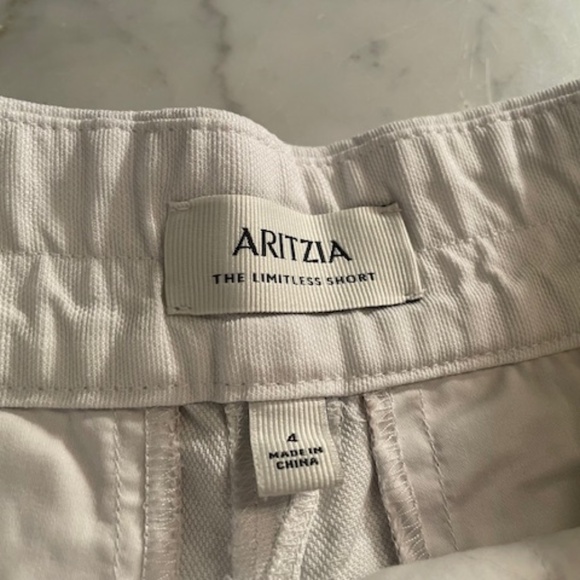 ARITZIA
THE LIMITLESS SHORT
4
MADE IN
CHINA